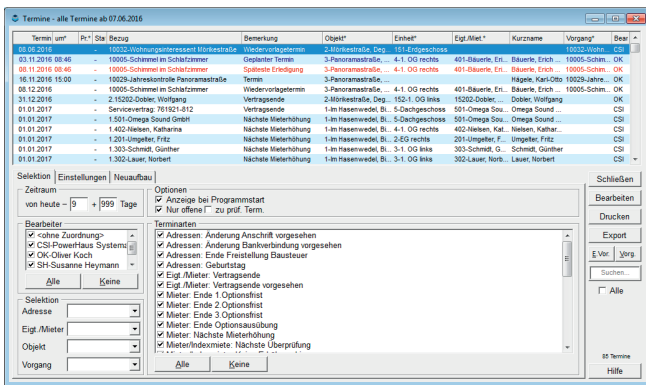 Termine - alle Termine ab 07.06.2016
Termin um* Pr.* Sta Bezug Bemerkung Objekt* Einheit* Eigt./Miet.* Kurzname Vorgang* Bear
08.06.2016 - 10032-Wohnungsinteressent Mörikestraße Wiedervorlagetermin 2-Mörikestraße, Deg... 151-Erdgeschoss 10032-Wohn... CSI
03.11.2016 08:46 - 10005-Schimmel im Schlafzimmer Geplanter Termin 3-Panoramastraße, ... 4-1. OG rechts 401-Bäuerle, Eri... Bäuerle, Erich ... 10005-Schim... OK
08.11.2016 08:46 - 10005-Schimmel im Schlafzimmer Späteste Erledigung 3-Panoramastraße, ... 4-1. OG rechts 401-Bäuerle, Eri... Bäuerle, Erich ... 10005-Schim... OK
16.11.2016 15:00 - 10029-Jahreskontrolle Panoramastraße Termin 3-Panoramastraße, ... Hägele, Karl-Otto 10029-Jahre... OK
08.12.2016 - 10005-Schimmel im Schlafzimmer Wiedervorlagetermin 3-Panoramastraße, ... 4-1. OG rechts 401-Bäuerle, Eri... Bäuerle, Erich ... 10005-Schim... OK
31.12.2016 - 2.15202-Dobler, Wolfgang Vertragsende 2-Mörikestraße, Deg... 152-1. OG links 15202-Dobler, ... Dobler, Wolfgang OK
01.01.2017 - Servicevertrag: 761921-812 Vertragsende 1-Im Hasenwedel, Bi... 5-Dachgeschoss 501-Omega Sou... Omega Sound ... OK
01.01.2017 - 1.501-Omega Sound GmbH Nächste Mieterhöhung 1-Im Hasenwedel, Bi... 5-Dachgeschoss 501-Omega Sou... Omega Sound ... CSI
01.01.2017 - 1.402-Nielsen, Katharina Nächste Mieterhöhung 1-Im Hasenwedel, Bi... 4-1. OG rechts 402-Nielsen, Kat... Nielsen, Kathar... CSI
01.01.2017 - 1.201-Umgelter, Fritz Nächste Mieterhöhung 1-Im Hasenwedel, Bi... 2-EG rechts 201-Umgelter, F... Umgelter, Fritz CSI
01.01.2017 - 1.303-Schmidt, Günther Nächste Mieterhöhung 1-Im Hasenwedel, Bi... 3-1. OG links 303-Schmidt, G... Schmidt, Günther CSI
01.01.2017 - 1.302-Lauer, Norbert Nächste Mieterhöhung 1-Im Hasenwedel, Bi... 3-1. OG links 302-Lauer, Norb... Lauer, Norbert CSI
Selektion Einstellungen Neuaufbau
Zeitraum
von heute - 9 + 999 Tage
Optionen
Anzeige bei Programmstart
Nur offene zu prüf. Term.
Bearbeiter
<ohne Zuordnung>
CSI-PowerHaus Systema
OK-Oliver Koch
SH-Susanne Heymann
Alle Keine
Selektion
Adresse
Eigt./Mieter
Objekt
Vorgang
Terminarten
Adressen: Änderung Anschrift vorgesehen
Adressen: Änderung Bankverbindung vorgesehen
Adressen: Ende Freistellung Bausteuer
Adressen: Geburtstag
Eigt./Mieter: Vertragsende
Eigt./Mieter: Vertragsende vorgesehen
Mieter: Ende 1.Optionsfrist
Mieter: Ende 2.Optionsfrist
Mieter: Ende 3.Optionsfrist
Mieter: Ende Optionsausübung
Mieter: Nächste Mieterhöhung
Mieter/Indexmiete: Nächste Überprüfung
Alle Keine
Schließen
Bearbeiten
Drucken
Export
E.Vor. Vorg.
Suchen...
Alle
85 Termine
Hilfe